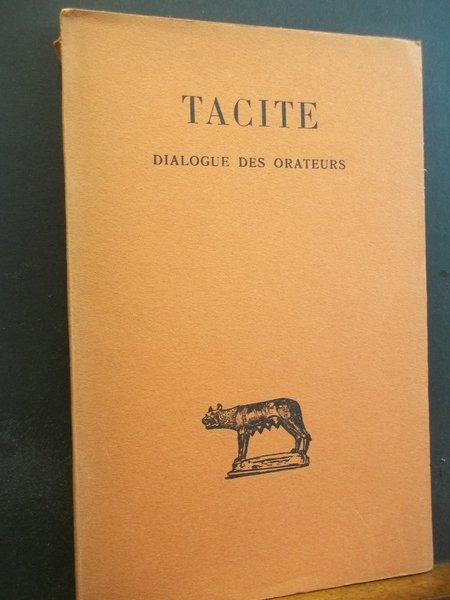 TACITE
DIALOGUE DES ORATEURS